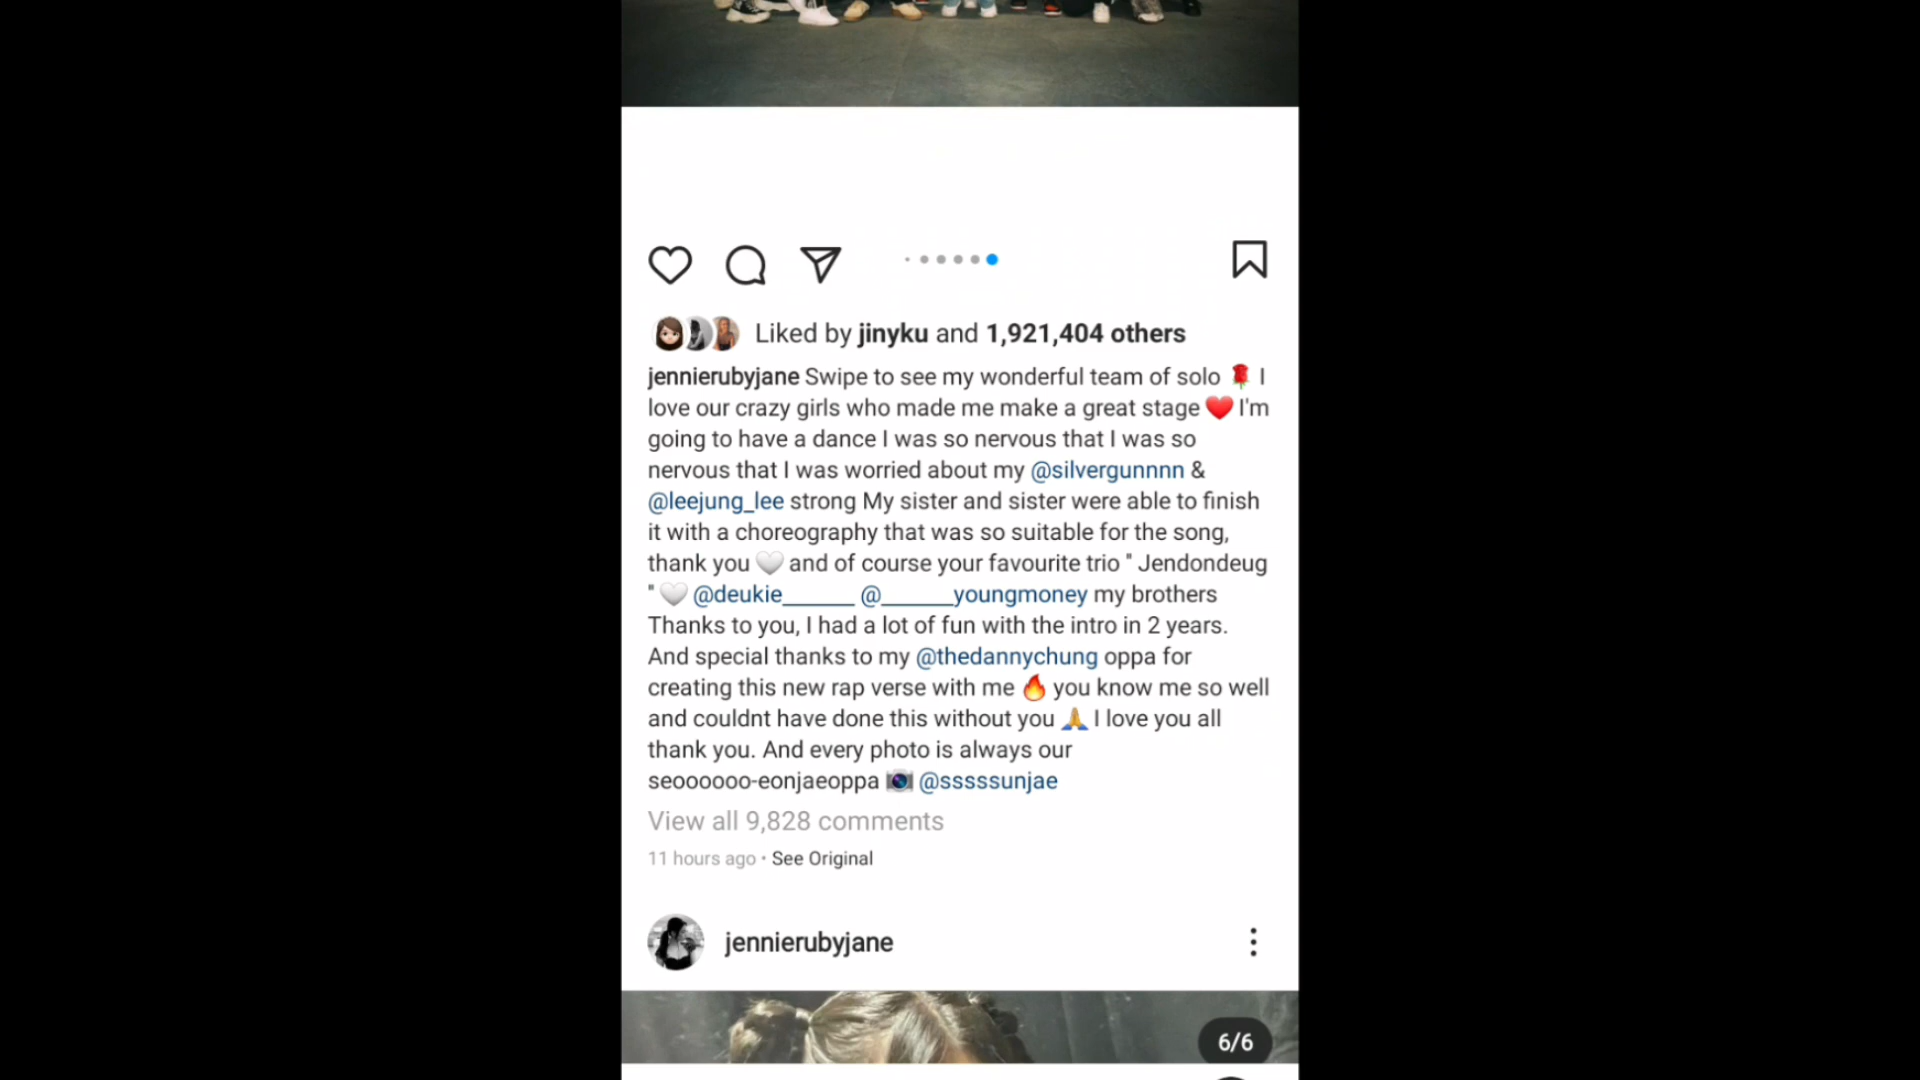 Liked by jinyku and 1,921,404 others
jennierubyjane Swipe to see my wonderful team of solo 🌹 I
love our crazy girls who made me make a great stage ❤️ I'm
going to have a dance I was so nervous that I was so
nervous that I was worried about my @silvergunnnn &
@leejung_lee strong My sister and sister were able to finish
it with a choreography that was so suitable for the song,
thank you 🤍 and of course your favourite trio " Jendondeug
" 🤍 @deukie______ @______youngmoney my brothers
Thanks to you, I had a lot of fun with the intro in 2 years.
And special thanks to my @thedannychung oppa for
creating this new rap verse with me 🔥 you know me so well
and couldnt have done this without you 🙏 I love you all
thank you. And every photo is always our
seoooooo-eonjaeoppa 📷 @sssssunjae
View all 9,828 comments
11 hours ago • See Original
jennierubyjane
6/6